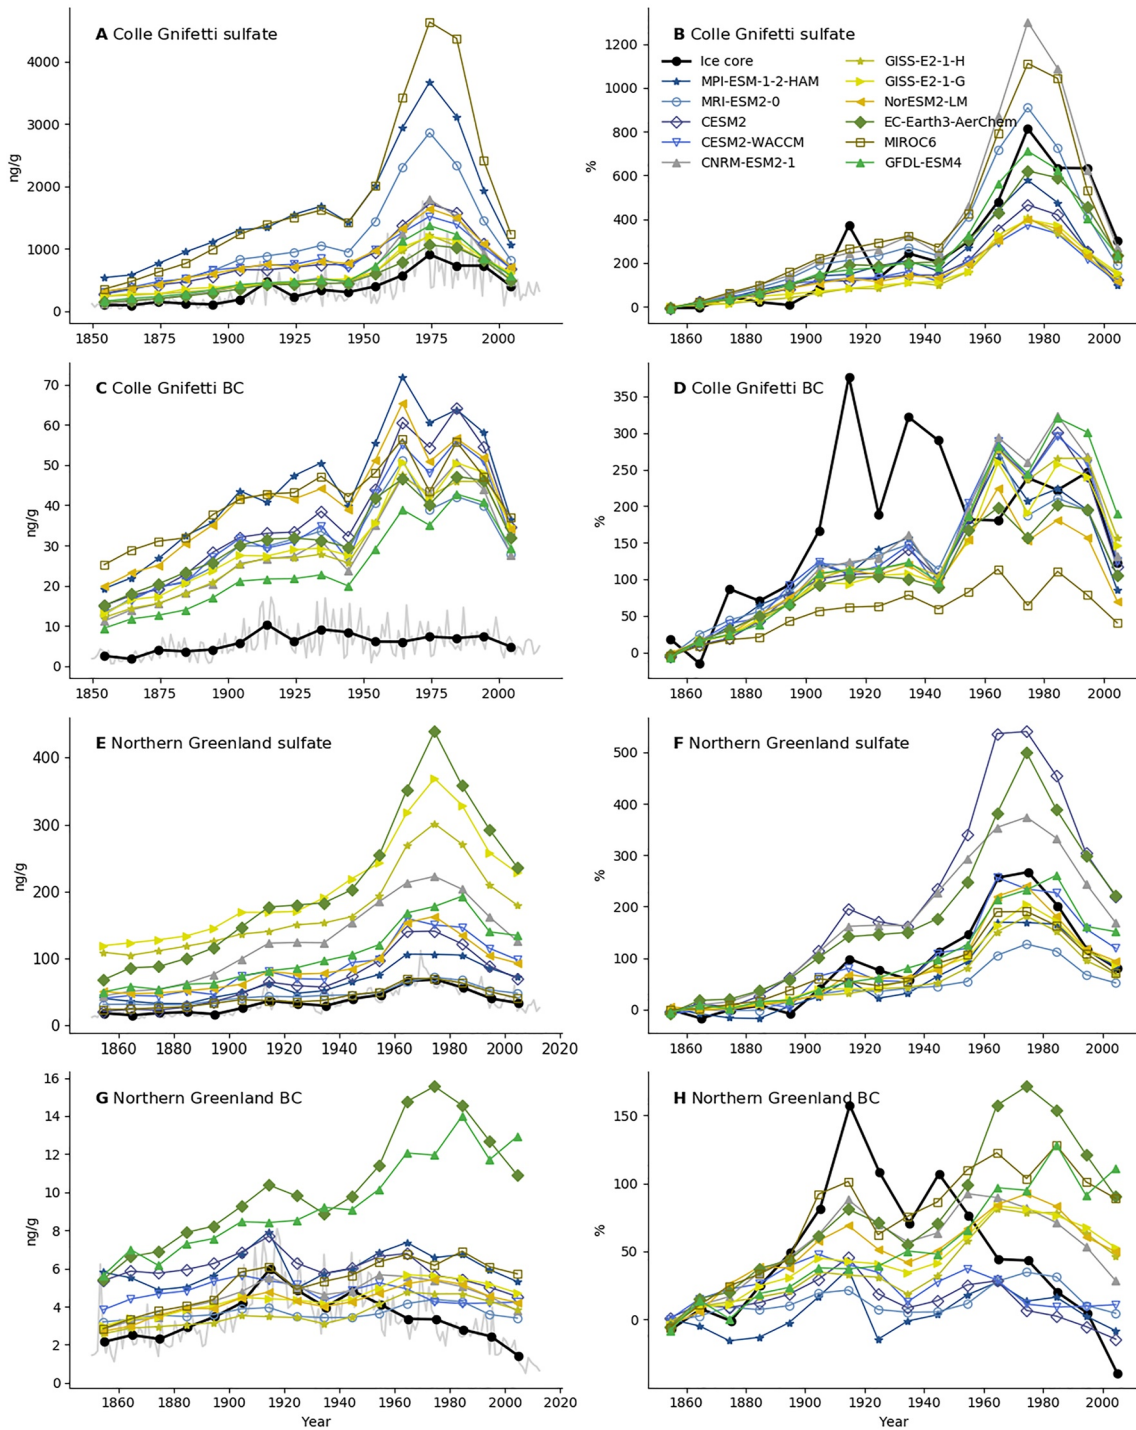 A Colle Gnifetti sulfate
4000
3000
2000
1000
0
ng/g
1850 1875 1900 1925 1950 1975 2000
B Colle Gnifetti sulfate
Ice core
MPI-ESM-1-2-HAM
MRI-ESM2-0
CESM2
CESM2-WACCM
CNRM-ESM2-1
GISS-E2-1-H
GISS-E2-1-G
NorESM2-LM
EC-Earth3-AerChem
MIROC6
GFDL-ESM4
1200
1000
800
600
400
200
0
%
1860 1880 1900 1920 1940 1960 1980 2000
C Colle Gnifetti BC
70
60
50
40
30
20
10
0
ng/g
1850 1875 1900 1925 1950 1975 2000
D Colle Gnifetti BC
350
300
250
200
150
100
50
0
%
1860 1880 1900 1920 1940 1960 1980 2000
E Northern Greenland sulfate
400
300
200
100
0
ng/g
1860 1880 1900 1920 1940 1960 1980 2000 2020
F Northern Greenland sulfate
500
400
300
200
100
0
%
1860 1880 1900 1920 1940 1960 1980 2000
G Northern Greenland BC
16
14
12
10
8
6
4
2
0
ng/g
1860 1880 1900 1920 1940 1960 1980 2000 2020
Year
H Northern Greenland BC
150
100
50
0
%
1860 1880 1900 1920 1940 1960 1980 2000
Year